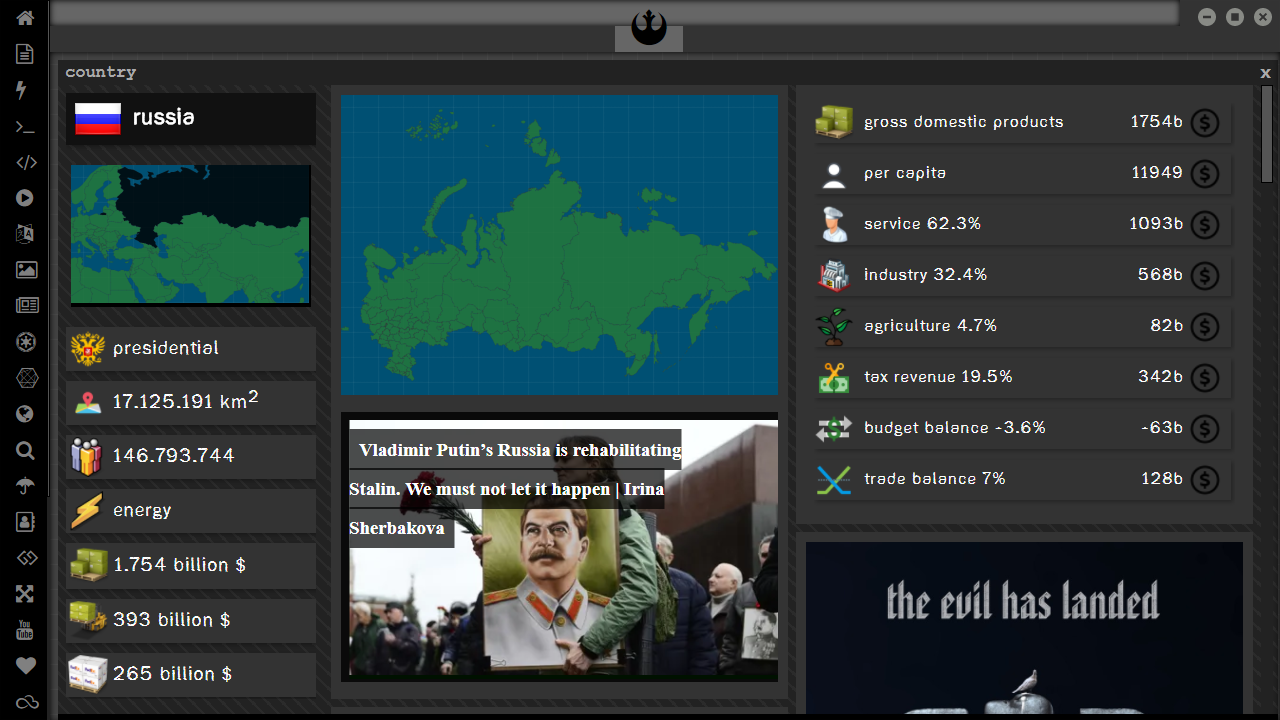 country
x
russia
presidential
17.125.191 km²
146.793.744
energy
1.754 billion $
393 billion $
265 billion $
Vladimir Putin’s Russia is rehabilitating
Stalin. We must not let it happen | Irina
Sherbakova
gross domestic products 1754b $
per capita 11949 $
service 62.3% 1093b $
industry 32.4% 568b $
agriculture 4.7% 82b $
tax revenue 19.5% 342b $
budget balance -3.6% -63b $
trade balance 7% 128b $
the evil has landed
You
Tube